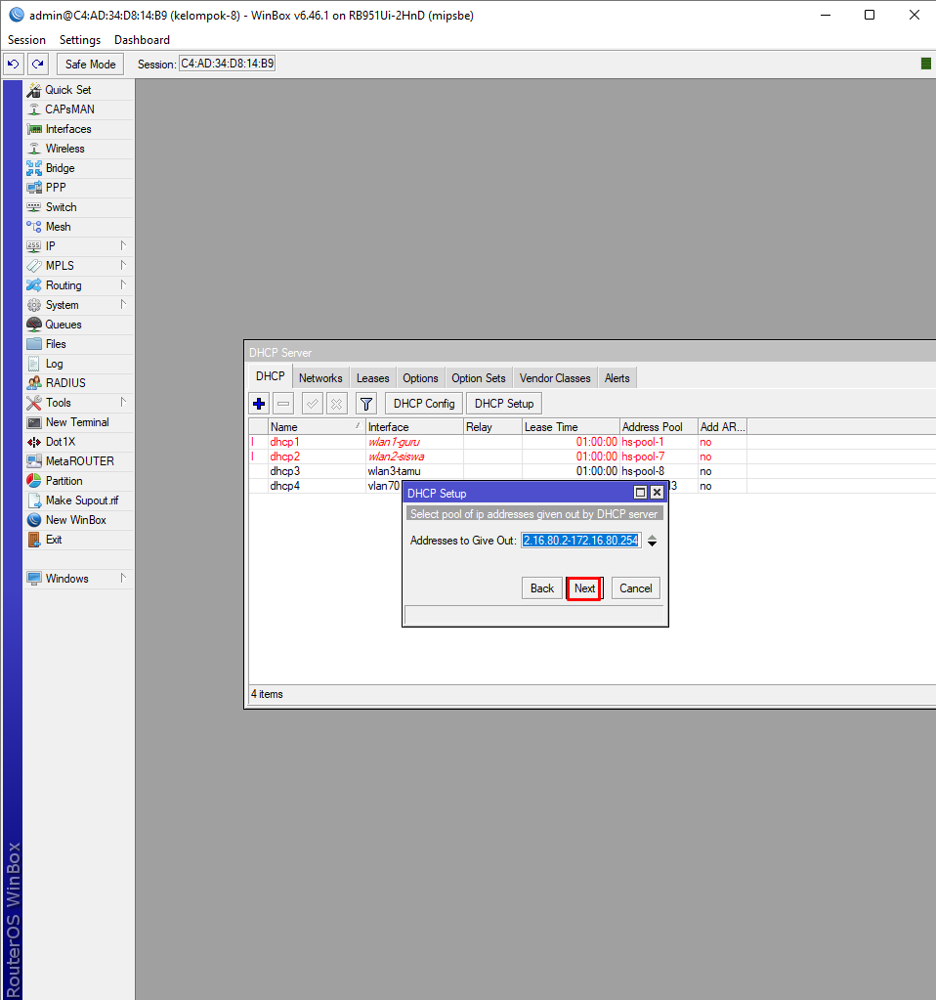 admin@C4:AD:34:D8:14:B9 (kelompok-8) - WinBox v6.46.1 on RB951Ui-2HnD (mipsbe)
Session Settings Dashboard
Safe Mode Session: C4:AD:34:D8:14:B9
Quick Set
CAPsMAN
Interfaces
Wireless
Bridge
PPP
Switch
Mesh
IP
MPLS
Routing
System
Queues
Files
Log
RADIUS
Tools
New Terminal
Dot1X
MetaROUTER
Partition
Make Supout.rif
New WinBox
Exit
Windows
RouterOS WinBox
DHCP Server
DHCP Networks Leases Options Option Sets Vendor Classes Alerts
DHCP Config DHCP Setup
Name Interface Relay Lease Time Address Pool Add AR...
I dhcp1 wlan1-guru 01:00:00 hs-pool-1 no
I dhcp2 wlan2-siswa 01:00:00 hs-pool-7 no
dhcp3 wlan3-tamu 01:00:00 hs-pool-8 no
dhcp4 vlan70 3 no
DHCP Setup
Select pool of ip addresses given out by DHCP server
Addresses to Give Out: 2.16.80.2-172.16.80.254
Back Next Cancel
4 items